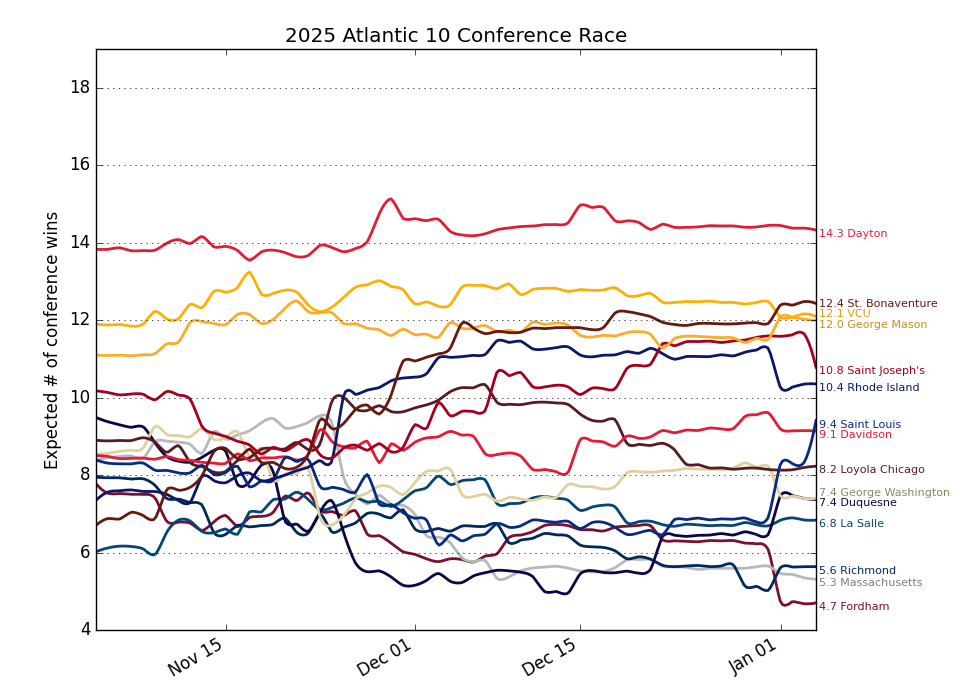 2025 Atlantic 10 Conference Race
Expected # of conference wins
18
16
14
12
10
8
6
4
Nov 15
Dec 01
Dec 15
Jan 01
14.3 Dayton
12.4 St. Bonaventure
12.1 VCU
12.0 George Mason
10.8 Saint Joseph's
10.4 Rhode Island
9.4 Saint Louis
9.1 Davidson
8.2 Loyola Chicago
7.4 George Washington
7.4 Duquesne
6.8 La Salle
5.6 Richmond
5.3 Massachusetts
4.7 Fordham